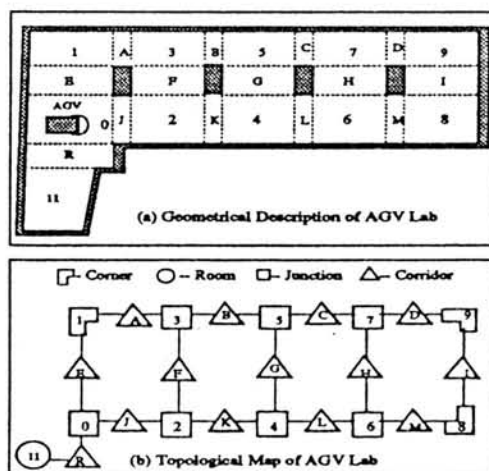 1 A 3 B 5 C 7 D 9
E F G H I
AGV
0 J 2 K 4 L 6 M 8
R
11
(a) Geometrical Description of AGV Lab
Corner Room Junction Corridor
1 A 3 B 5 C 7 D 9
E F G H I
0 J 2 K 4 L 6 M 8
11 R
(b) Topological Map of AGV Lab